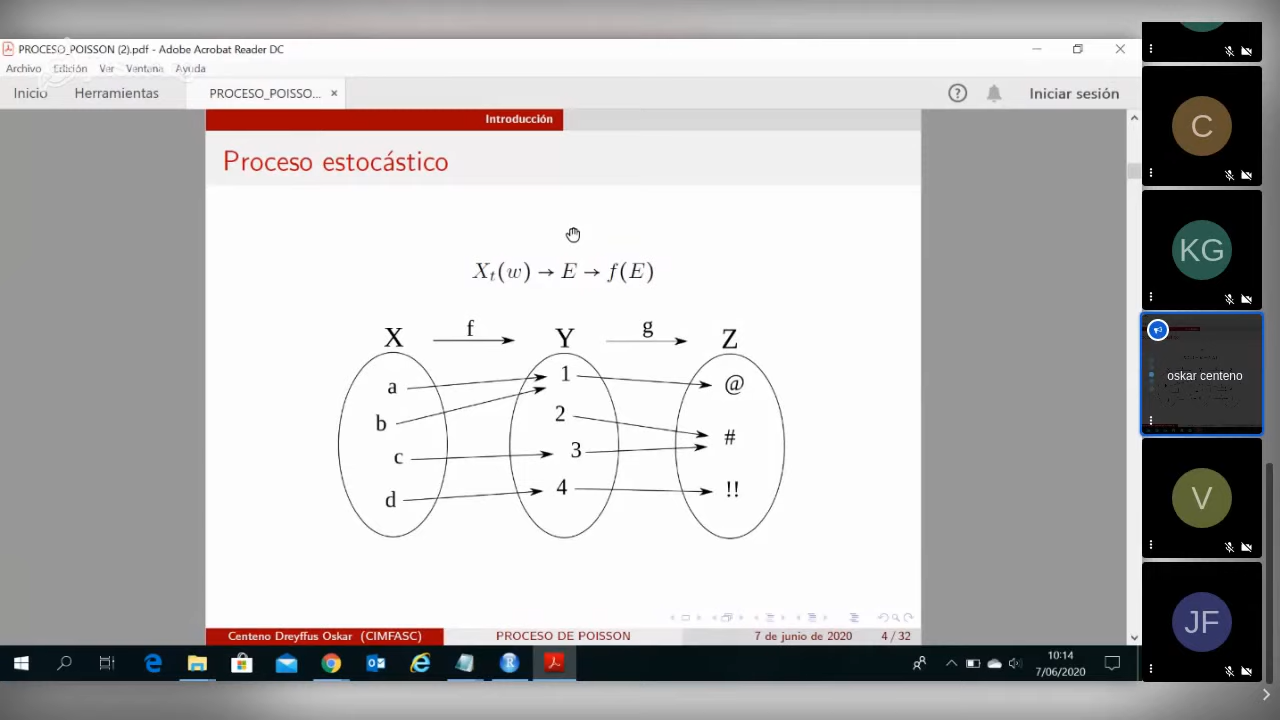 PROCESO_POISSON (2).pdf - Adobe Acrobat Reader DC
Archivo Edición Ver Ventana Ayuda
Inicio Herramientas PROCESO_POISSO... × Iniciar sesión
Introducción
Proceso estocástico
X_t(w) → E → f(E)
X f Y g Z
a 1 @
b 2 #
c 3
d 4 !!
Centeno Dreyffus Oskar (CIMFASC) PROCESO DE POISSON 7 de junio de 2020 4 / 32
10:14
7/06/2020
C
KG
oskar centeno
V
JF